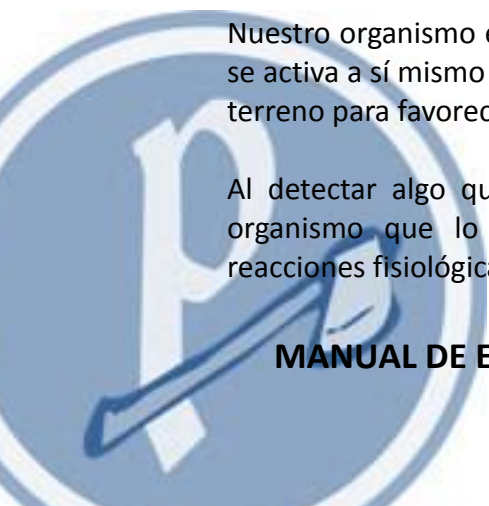 Nuestro organismo e
se activa a sí mismo
terreno para favorec
Al detectar algo qu
organismo que lo
reacciones fisiológica
MANUAL DE E
P